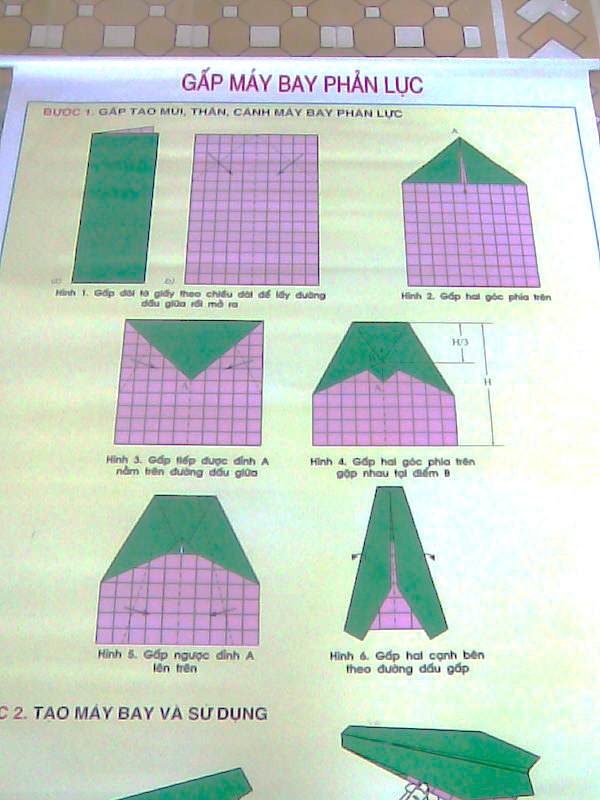 GẤP MÁY BAY PHẢN LỰC
BƯỚC 1. GẤP TẠO MŨI, THÂN, CÁNH MÁY BAY PHẢN LỰC
A
a)
b)
Hình 1. Gấp đôi tờ giấy theo chiều dài để lấy đường
dấu giữa rồi mở ra
Hình 2. Gấp hai góc phía trên
A
H/3
H
A
Hình 3. Gấp tiếp được đỉnh A
nằm trên đường dấu giữa
Hình 4. Gấp hai góc phía trên
gặp nhau tại điểm B
Hình 5. Gấp ngược đỉnh A
lên trên
Hình 6. Gấp hai cạnh bên
theo đường dấu gấp
C 2. TẠO MÁY BAY VÀ SỬ DỤNG